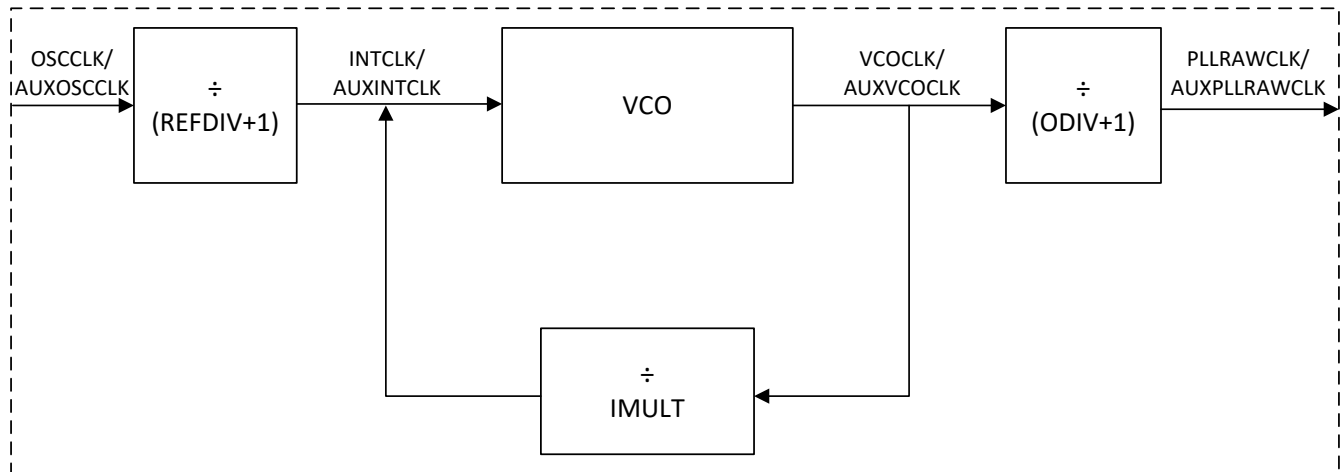 OSCCLK/
AUXOSCCLK
÷
(REFDIV+1)
INTCLK/
AUXINTCLK
VCO
VCOCLK/
AUXVCOCLK
÷
(ODIV+1)
PLLRAWCLK/
AUXPLLRAWCLK
÷
IMULT